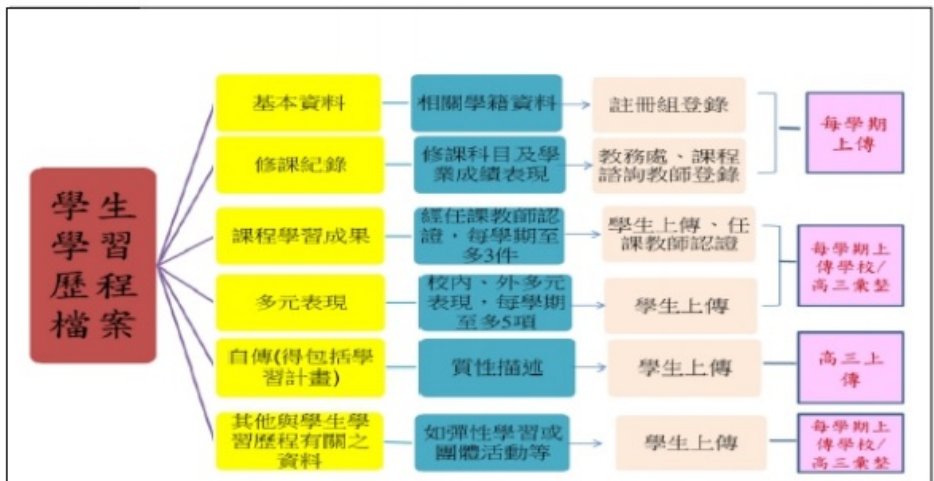 學生
學習
歷程
檔案
基本資料
相關學籍資料
註冊組登錄
每學期
上傳
修課紀錄
修課科目及學
業成績表現
教務處、課程
諮詢教師登錄
課程學習成果
經任課教師認
證，每學期至
多3件
學生上傳、任
課教師認證
每學期上
傳學校/
高三彙整
多元表現
校內、外多元
表現，每學期
至多5項
學生上傳
自傳(得包括學
習計畫)
質性描述
學生上傳
高三上
傳
其他與學生學
習歷程有關之
資料
如彈性學習或
團體活動等
學生上傳
每學期上
傳學校/
高三彙整